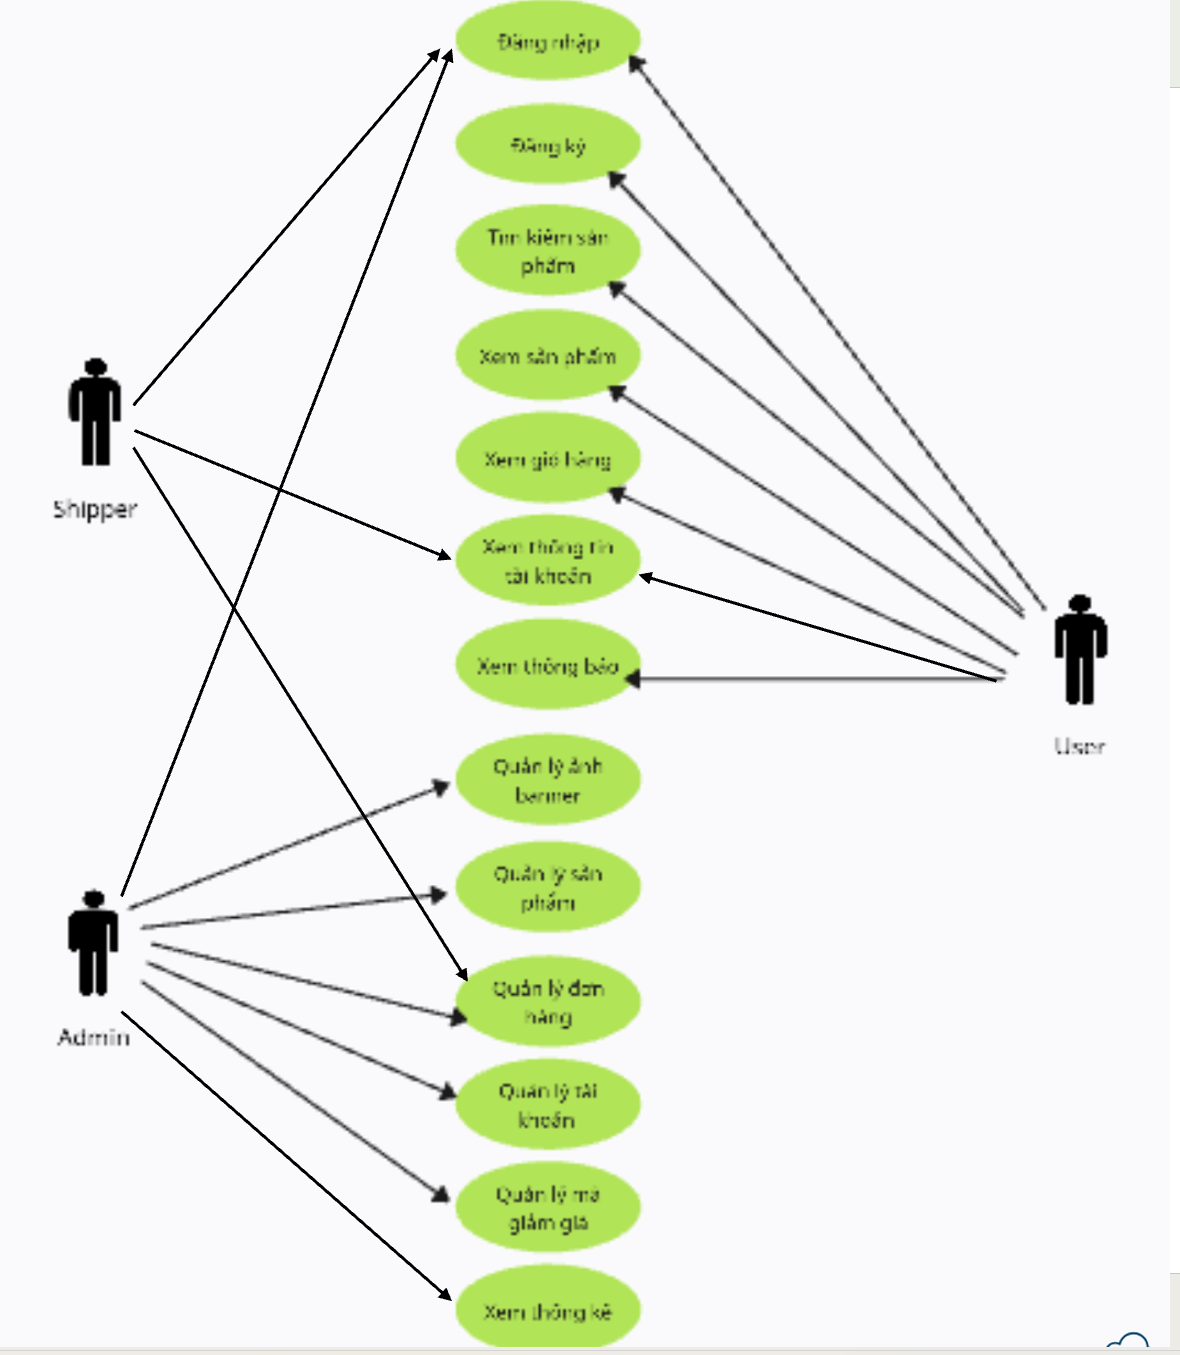 Đăng nhập
Đăng ký
Tìm kiếm sản
phẩm
Xem sản phẩm
Xem giỏ hàng
Shipper
Xem thông tin
tài khoản
Xem thông báo
User
Quản lý ảnh
banner
Quản lý sản
phẩm
Quản lý đơn
hàng
Admin
Quản lý tài
khoản
Quản lý mã
giảm giá
Xem thống kê